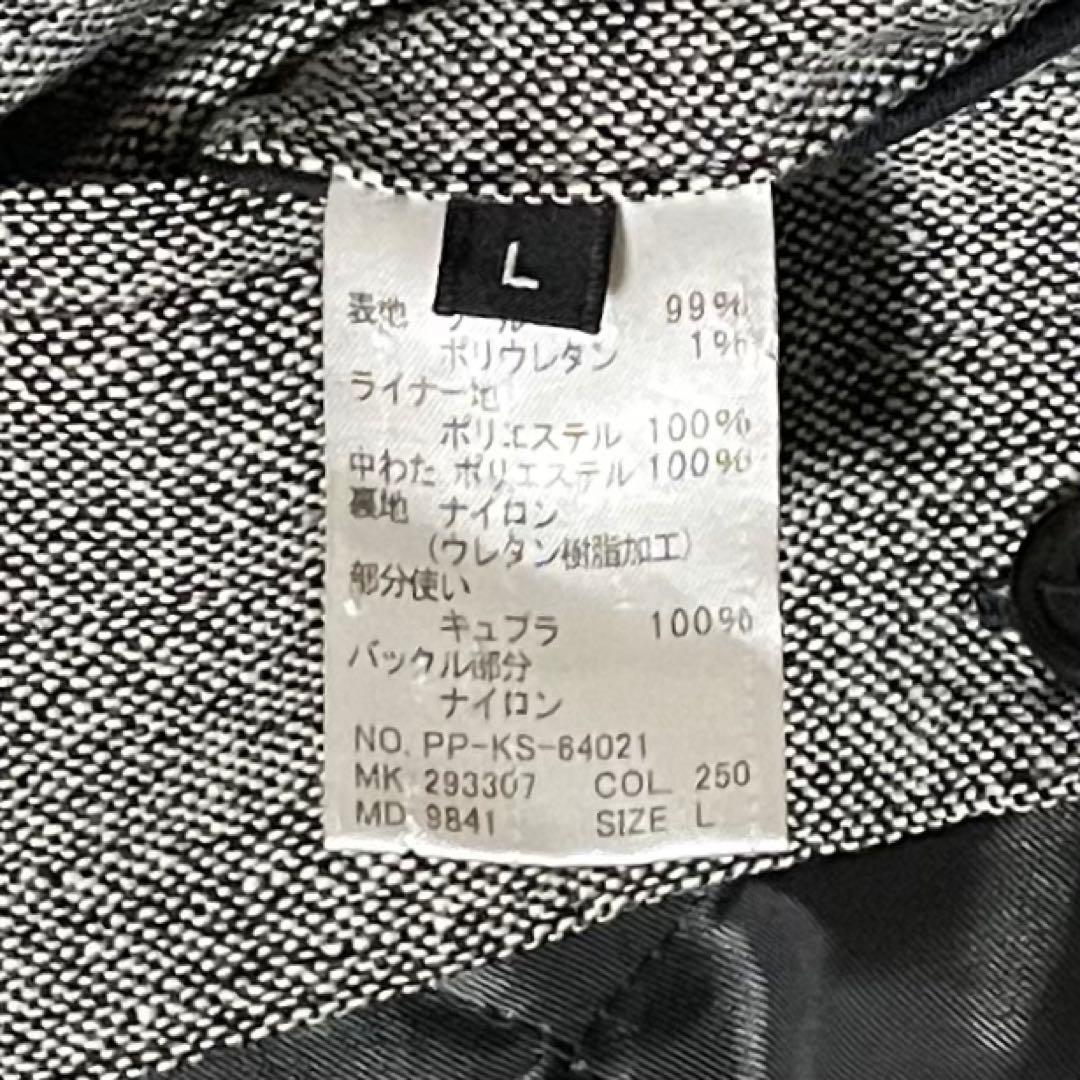 L
表地 ウール 99%
ポリウレタン 1%
ライナー地
ポリエステル 100%
中わた ポリエステル 100%
裏地 ナイロン
(ウレタン樹脂加工)
部分使い
キュプラ 100%
バックル部分
ナイロン
NO. PP-KS-64021
MK 293307 COL 250
MD 9841 SIZE L